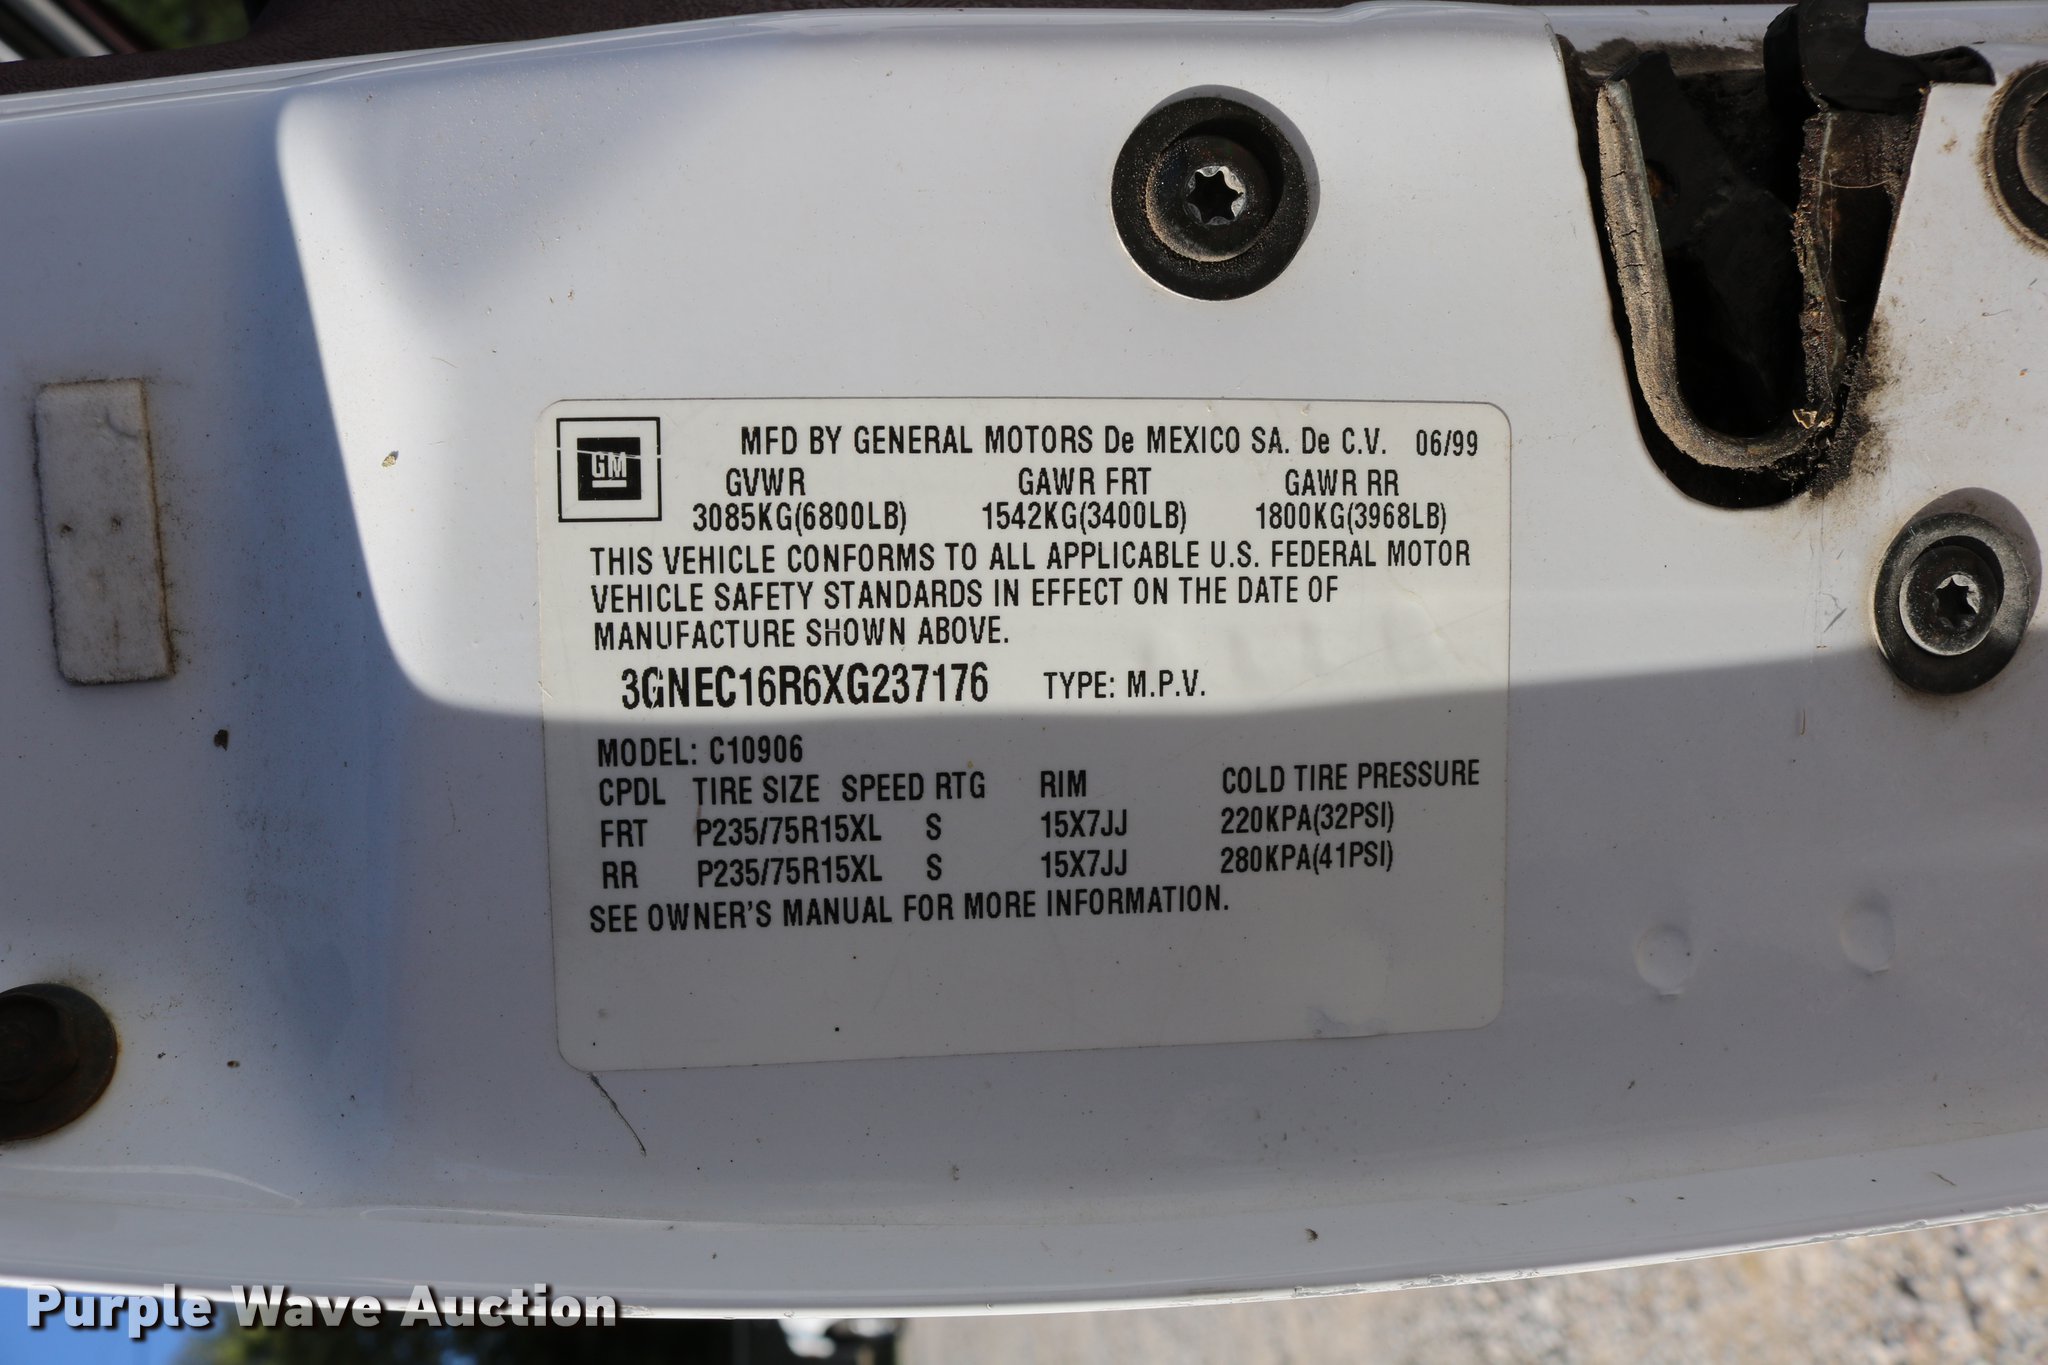 GM
MFD BY GENERAL MOTORS De MEXICO SA. De C.V. 06/99
GVWR GAWR FRT GAWR RR
3085KG(6800LB) 1542KG(3400LB) 1800KG(3968LB)
THIS VEHICLE CONFORMS TO ALL APPLICABLE U.S. FEDERAL MOTOR
VEHICLE SAFETY STANDARDS IN EFFECT ON THE DATE OF
MANUFACTURE SHOWN ABOVE.
3GNEC16R6XG237176 TYPE: M.P.V.
MODEL: C10906
CPDL TIRE SIZE SPEED RTG RIM COLD TIRE PRESSURE
FRT P235/75R15XL S 15X7JJ 220KPA(32PSI)
RR P235/75R15XL S 15X7JJ 280KPA(41PSI)
SEE OWNER'S MANUAL FOR MORE INFORMATION.
Purple Wave Auction